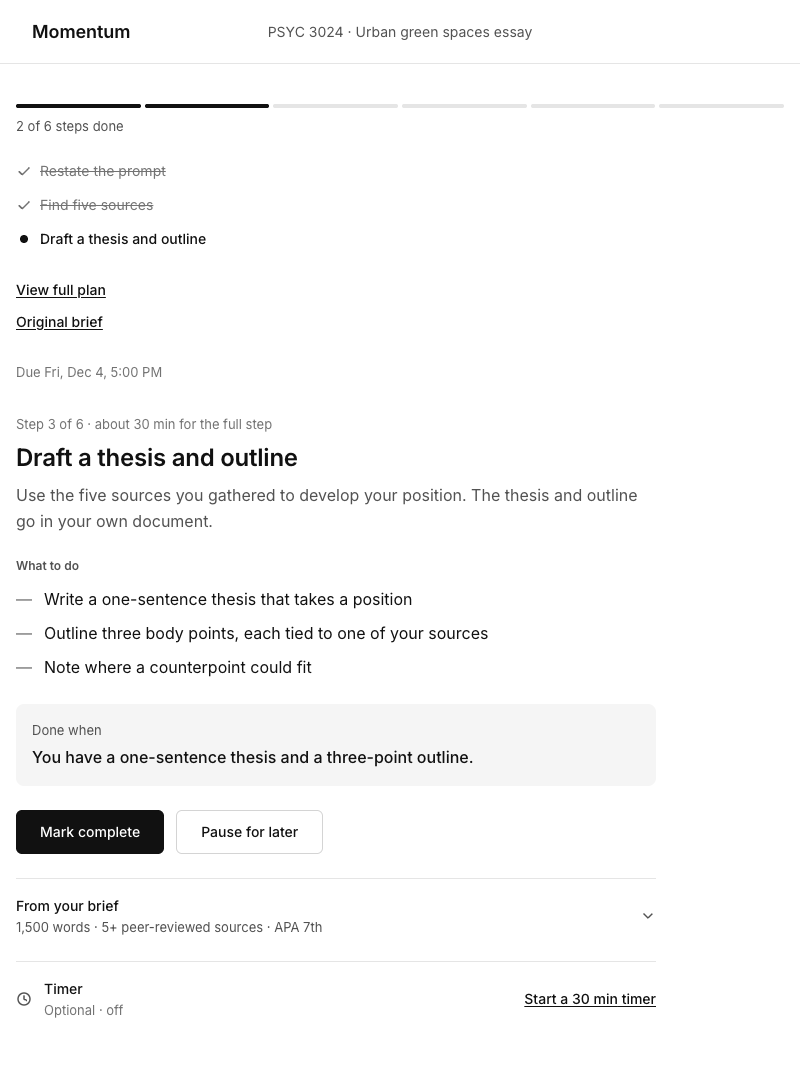 Momentum
PSYC 3024 · Urban green spaces essay
2 of 6 steps done
Restate the prompt
Find five sources
Draft a thesis and outline
View full plan
Original brief
Due Fri, Dec 4, 5:00 PM
Step 3 of 6 · about 30 min for the full step
Draft a thesis and outline
Use the five sources you gathered to develop your position. The thesis and outline
go in your own document.
What to do
Write a one-sentence thesis that takes a position
Outline three body points, each tied to one of your sources
Note where a counterpoint could fit
Done when
You have a one-sentence thesis and a three-point outline.
Mark complete
Pause for later
From your brief
1,500 words · 5+ peer-reviewed sources · APA 7th
Timer
Optional · off
Start a 30 min timer